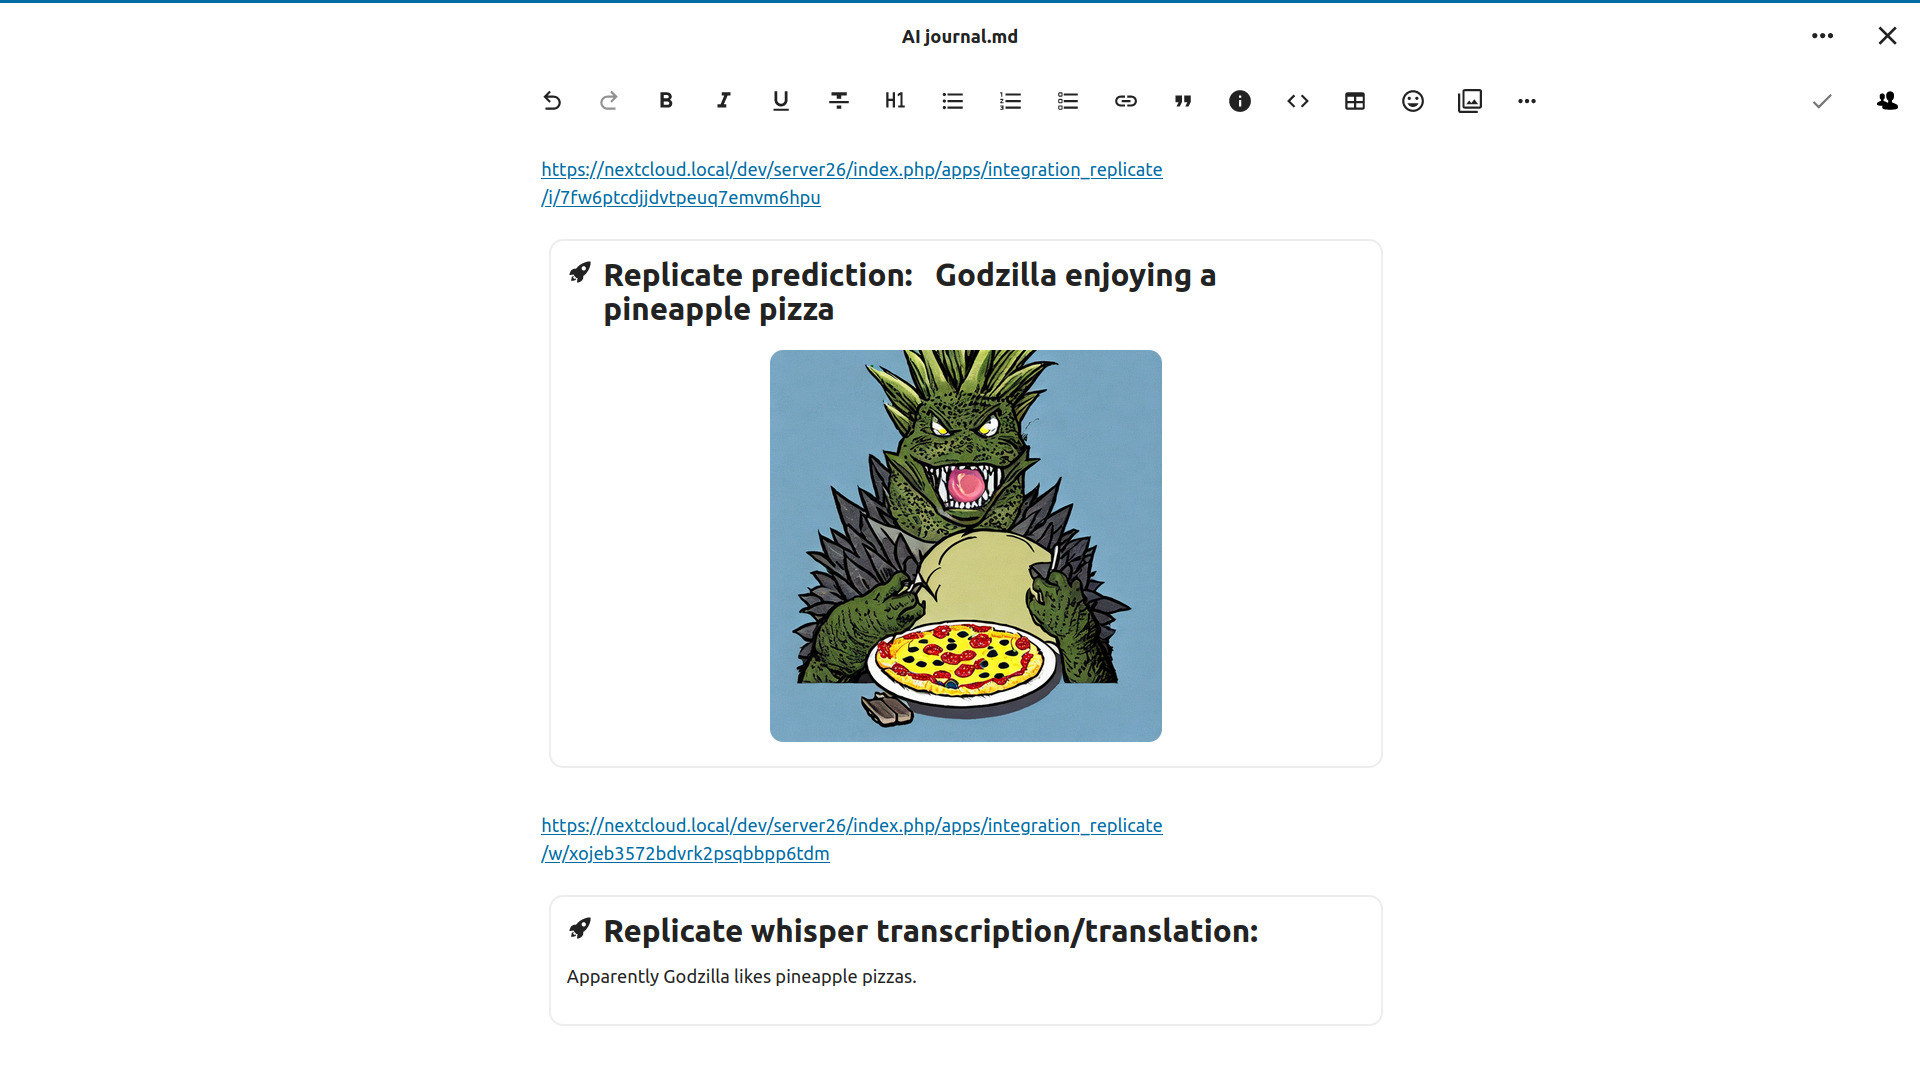 AI journal.md
H1
https://nextcloud.local/dev/server26/index.php/apps/integration_replicate
/i/7fw6ptcdjjdvtpeuq7emvm6hpu
Replicate prediction: Godzilla enjoying a
pineapple pizza
https://nextcloud.local/dev/server26/index.php/apps/integration_replicate
/w/xojeb3572bdvrk2psqbbpp6tdm
Replicate whisper transcription/translation:
Apparently Godzilla likes pineapple pizzas.